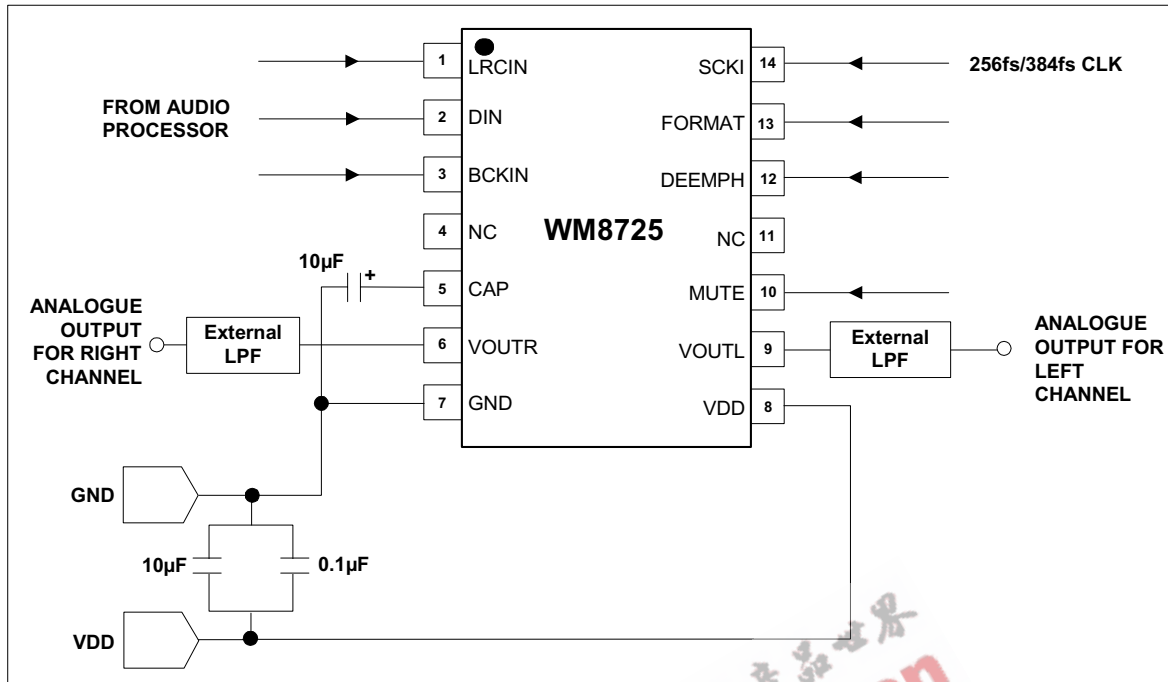 1
LRCIN
SCKI
14
256fs/384fs CLK
FROM AUDIO
PROCESSOR
2
DIN
FORMAT
13
3
BCKIN
DEEMPH
12
4
NC
WM8725
NC
11
10µF
+
5
CAP
MUTE
10
ANALOGUE
OUTPUT
FOR RIGHT
CHANNEL
External
LPF
6
VOUTR
VOUTL
9
External
LPF
ANALOGUE
OUTPUT FOR
LEFT
CHANNEL
7
GND
VDD
8
GND
10µF
0.1µF
VDD